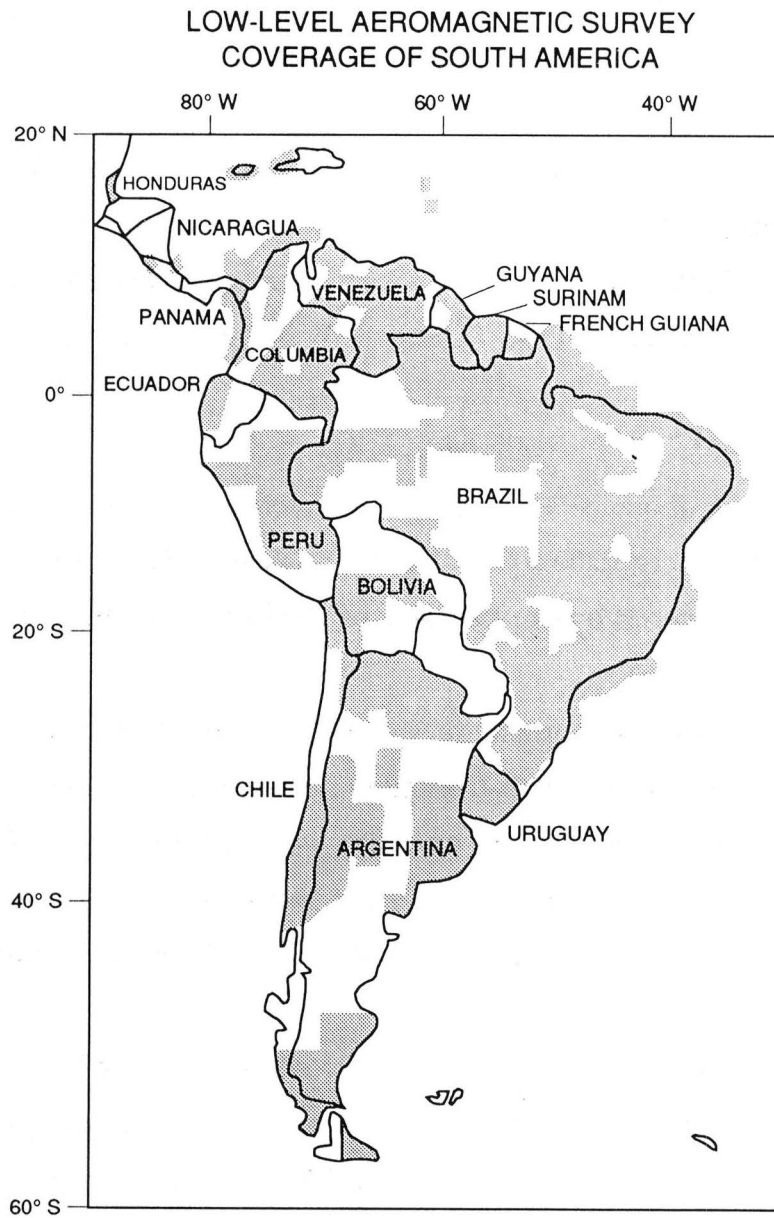 LOW-LEVEL AEROMAGNETIC SURVEY
COVERAGE OF SOUTH AMERICA
80° W
60° W
40° W
20° N
HONDURAS
NICARAGUA
GUYANA
VENEZUELA
SURINAM
PANAMA
FRENCH GUIANA
COLUMBIA
ECUADOR
0°
BRAZIL
PERU
BOLIVIA
20° S
CHILE
URUGUAY
ARGENTINA
40° S
60° S